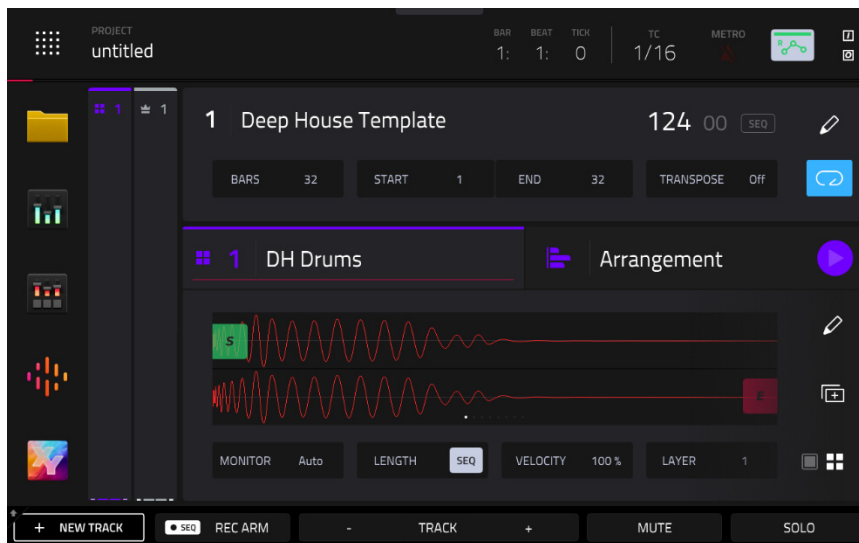 PROJECT
untitled
BAR BEAT TICK
1: 1: 0
TC
1/16
METRO
R
I
O
1
1
1 Deep House Template
124 00 SEQ
BARS 32 START 1 END 32 TRANSPOSE Off
1 DH Drums
Arrangement
S
E
XY
MONITOR Auto LENGTH SEQ VELOCITY 100 % LAYER 1
+ NEW TRACK SEQ REC ARM - TRACK + MUTE SOLO